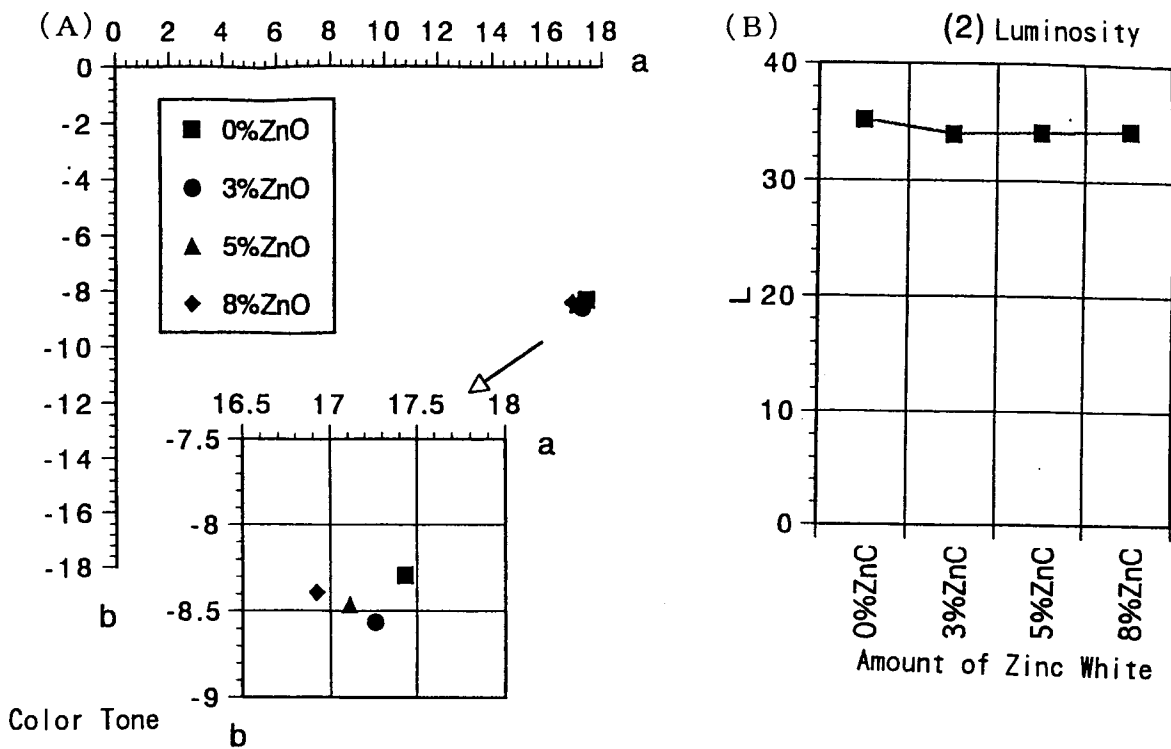 (A)
0 2 4 6 8 10 12 14 16 18
a
0
-2
-4
-6
-8
-10
-12
-14
-16
-18
b
0%ZnO
3%ZnO
5%ZnO
8%ZnO
16.5 17 17.5 18
a
-7.5
-8
-8.5
-9
b
Color Tone
(B)
(2) Luminosity
40
30
20
10
0
L
0%ZnC
3%ZnC
5%ZnC
8%ZnC
Amount of Zinc White